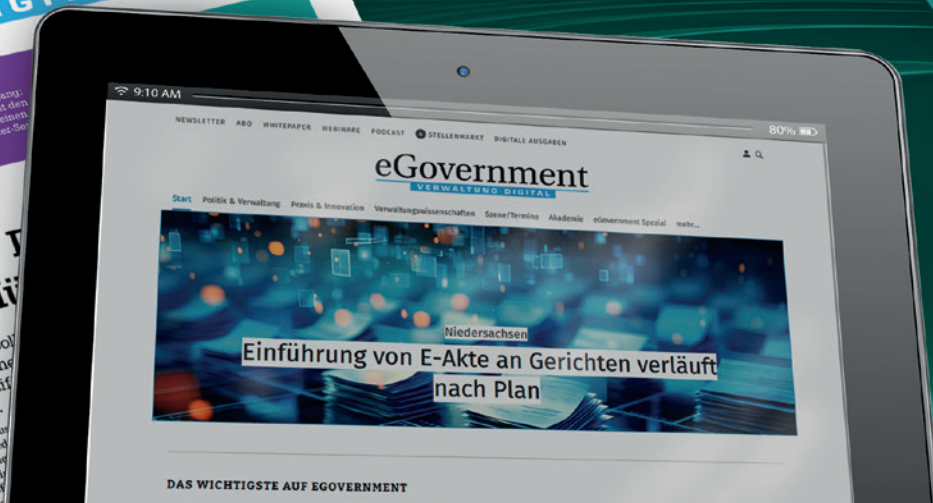 9:10 AM
80%
NEWSLETTER ABO WHITEPAPER WEBINARE PODCAST STELLENMARKT DIGITALE AUSGABEN
eGovernment
VERWALTUNG DIGITAL
Start Politik & Verwaltung Praxis & Innovation Verwaltungswissenschaften Szene/Termine Akademie eGovernment Spezial mehr...
Niedersachsen
Einführung von E-Akte an Gerichten verläuft
nach Plan
DAS WICHTIGSTE AUF EGOVERNMENT